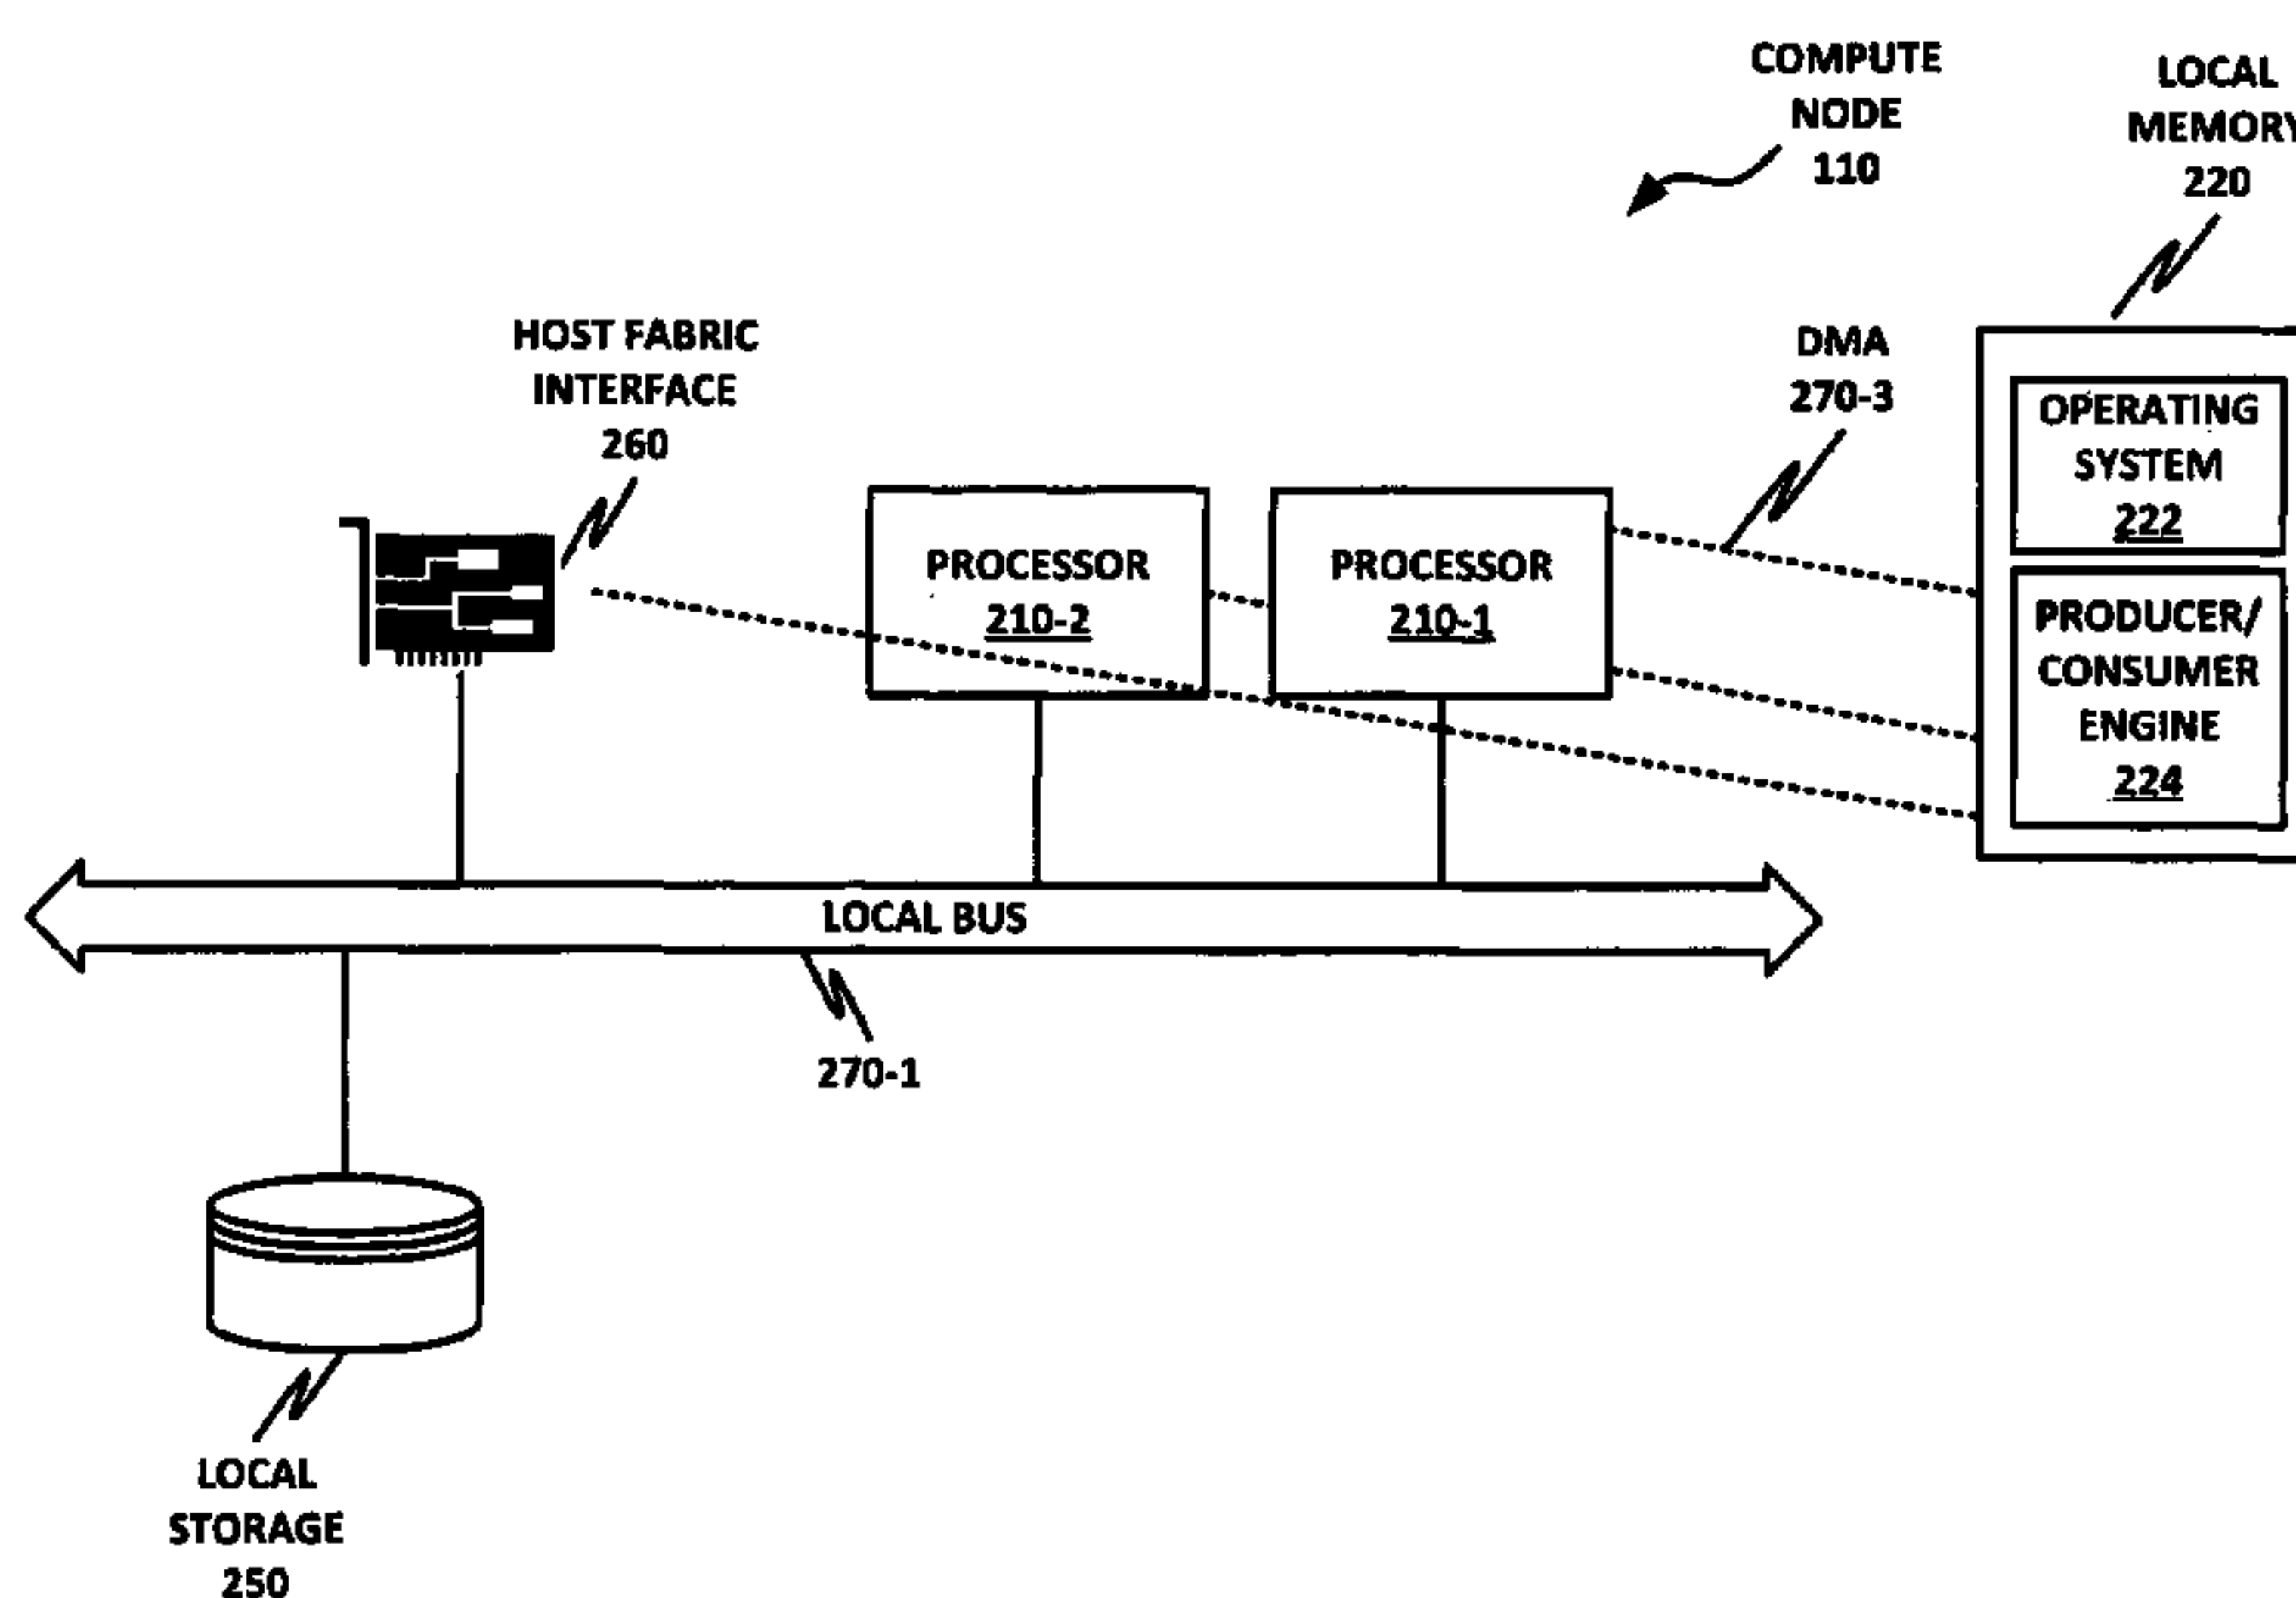 COMPUTE
NODE
110
LOCAL
MEMORY
220
HOST FABRIC
INTERFACE
260
DMA
270-3
OPERATING
SYSTEM
222
PROCESSOR
210-2
PROCESSOR
210-1
PRODUCER/
CONSUMER
ENGINE
224
LOCAL BUS
270-1
LOCAL
STORAGE
250